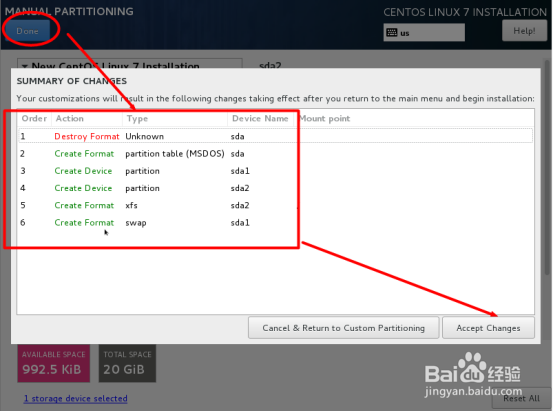 MANUAL PARTITIONING
CENTOS LINUX 7 INSTALLATION
Done
us
Help!
New CentOS Linux 7 Installation
sda2
SUMMARY OF CHANGES
Your customizations will result in the following changes taking effect after you return to the main menu and begin installation:
Order Action Type Device Name Mount point
1 Destroy Format Unknown sda
2 Create Format partition table (MSDOS) sda
3 Create Device partition sda1
4 Create Device partition sda2
5 Create Format xfs sda2
6 Create Format swap sda1
Cancel & Return to Custom Partitioning
Accept Changes
AVAILABLE SPACE
992.5 KiB
TOTAL SPACE
20 GiB
1 storage device selected
Reset All
Baidu经验
jingyan.baidu.com